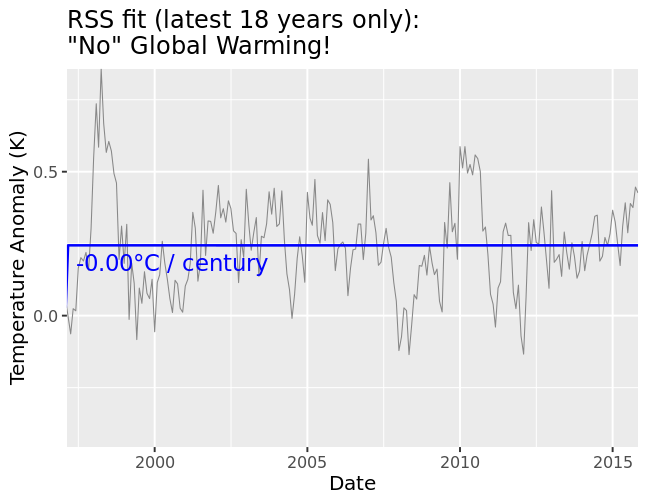 RSS fit (latest 18 years only):
"No" Global Warming!
Temperature Anomaly (K)
0.5
0.0
-0.00°C / century
2000 2005 2010 2015
Date